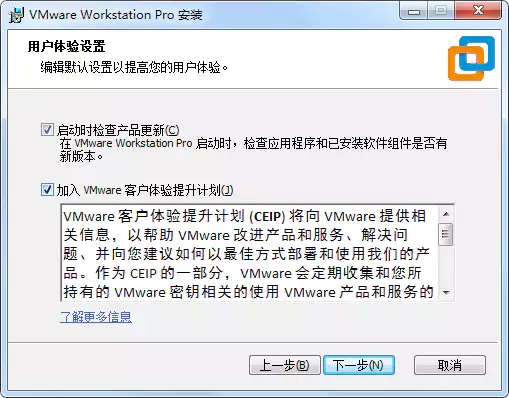 VMware Workstation Pro 安装
用户体验设置
编辑默认设置以提高您的用户体验。
启动时检查产品更新(C)
在 VMware Workstation Pro 启动时，检查应用程序和已安装软件组件是否有
新版本。
加入 VMware 客户体验提升计划(J)
VMware 客户体验提升计划 (CEIP) 将向 VMware 提供相
关信息，以帮助 VMware 改进产品和服务、解决问
题、并向您建议如何以最佳方式部署和使用我们的产
品。作为 CEIP 的一部分，VMware 会定期收集和您所
持有的 VMware 密钥相关的使用 VMware 产品和服务的
了解更多信息
上一步(B)
下一步(N)
取消